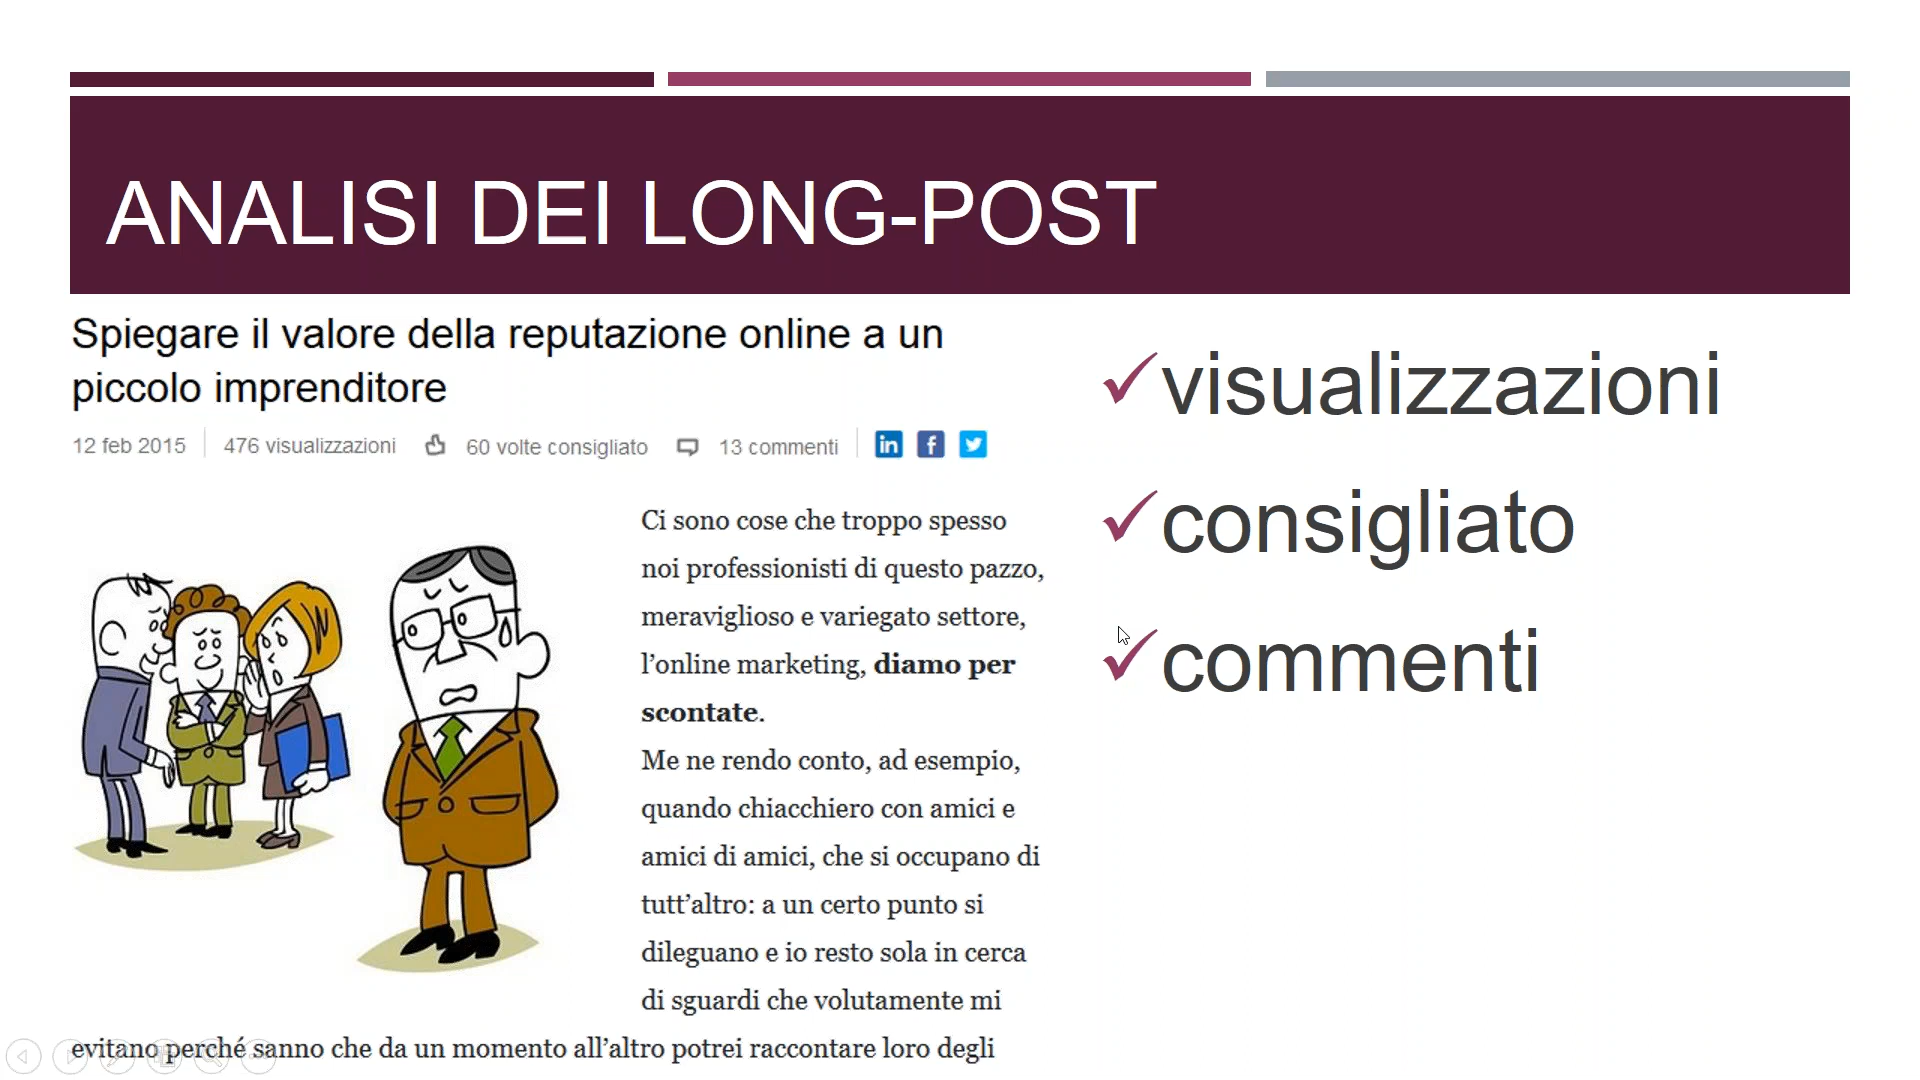 ANALISI DEI LONG-POST
Spiegare il valore della reputazione online a un
piccolo imprenditore
12 feb 2015 476 visualizzazioni 60 volte consigliato 13 commenti in f
Ci sono cose che troppo spesso
noi professionisti di questo pazzo,
meraviglioso e variegato settore,
l’online marketing, diamo per
scontate.
Me ne rendo conto, ad esempio,
quando chiacchiero con amici e
amici di amici, che si occupano di
tutt’altro: a un certo punto si
dileguano e io resto sola in cerca
di sguardi che volutamente mi
evitano perché sanno che da un momento all’altro potrei raccontare loro degli
visualizzazioni
consigliato
commenti